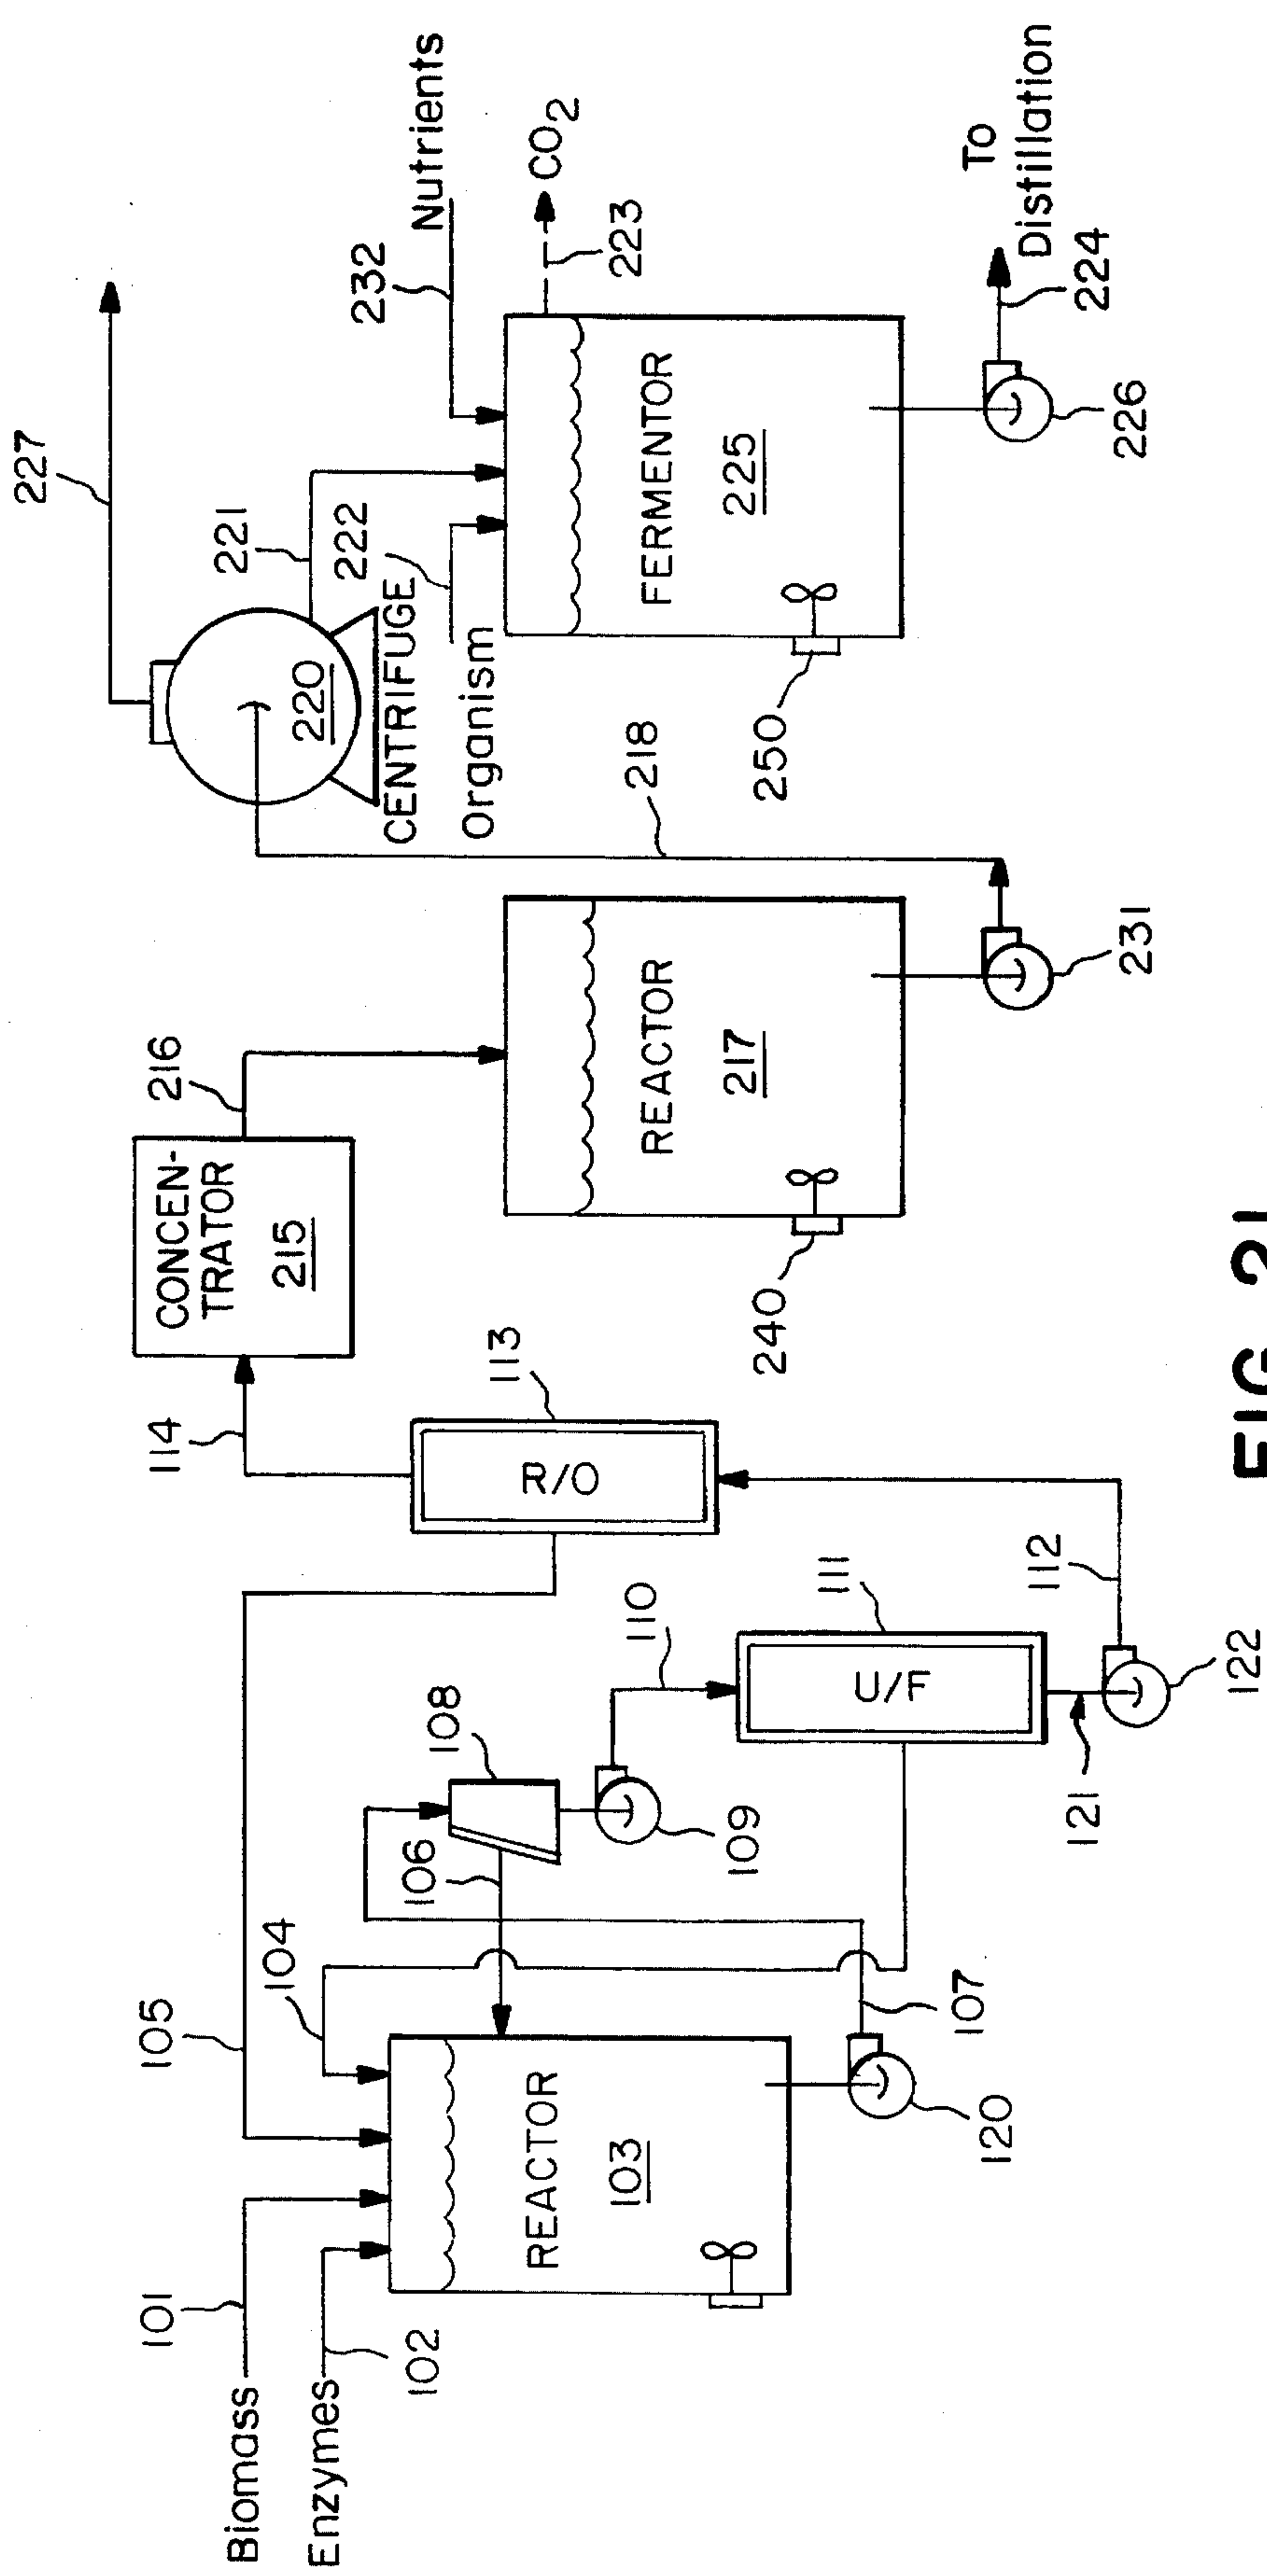 227
221
222
Nutrients
232
CO2
223
220
CENTRIFUGE
Organism
FERMENTOR
225
250
To
Distillation
224
226
218
216
CONCEN-
TRATOR
215
REACTOR
217
240
231
114
113
R/O
112
111
U/F
110
121
122
108
106
109
105
104
107
120
101
102
Biomass
Enzymes
REACTOR
103
FIG. 21